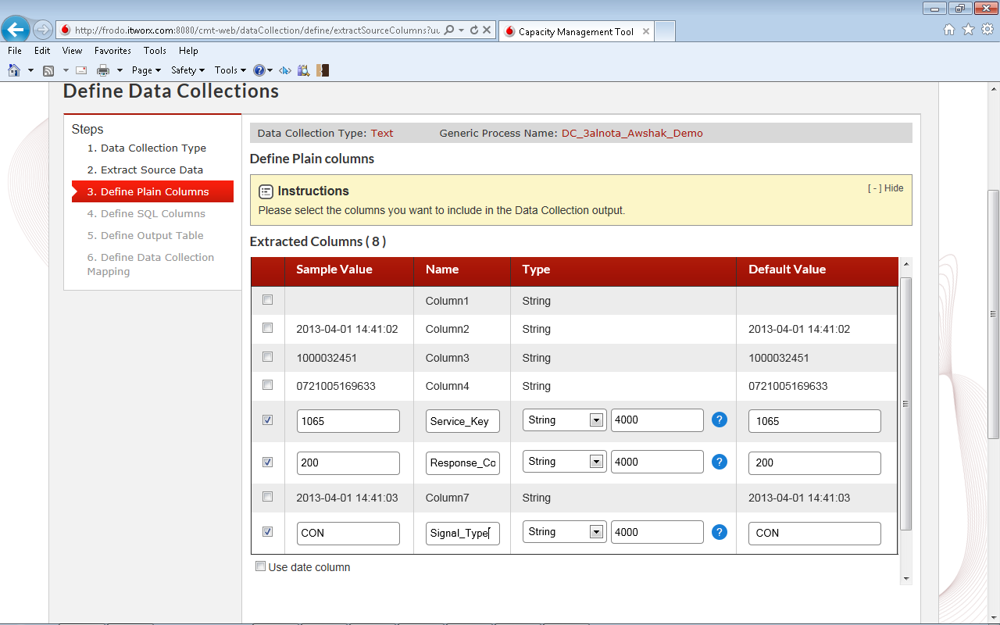 http://frodo.itworx.com:8080/cmt-web/dataCollection/define/extractSourceColumns?u
Capacity Management Tool
File Edit View Favorites Tools Help
Page Safety Tools
Define Data Collections
Steps
1. Data Collection Type
2. Extract Source Data
3. Define Plain Columns
4. Define SQL Columns
5. Define Output Table
6. Define Data Collection
Mapping
Data Collection Type: Text Generic Process Name: DC_3alnota_Awshak_Demo
Define Plain columns
Instructions [ - ] Hide
Please select the columns you want to include in the Data Collection output.
Extracted Columns ( 8 )
Sample Value Name Type Default Value
Column1 String
2013-04-01 14:41:02 Column2 String 2013-04-01 14:41:02
1000032451 Column3 String 1000032451
0721005169633 Column4 String 0721005169633
1065 Service_Key String 4000 ? 1065
200 Response_Co String 4000 ? 200
2013-04-01 14:41:03 Column7 String 2013-04-01 14:41:03
CON Signal_Type String 4000 ? CON
Use date column